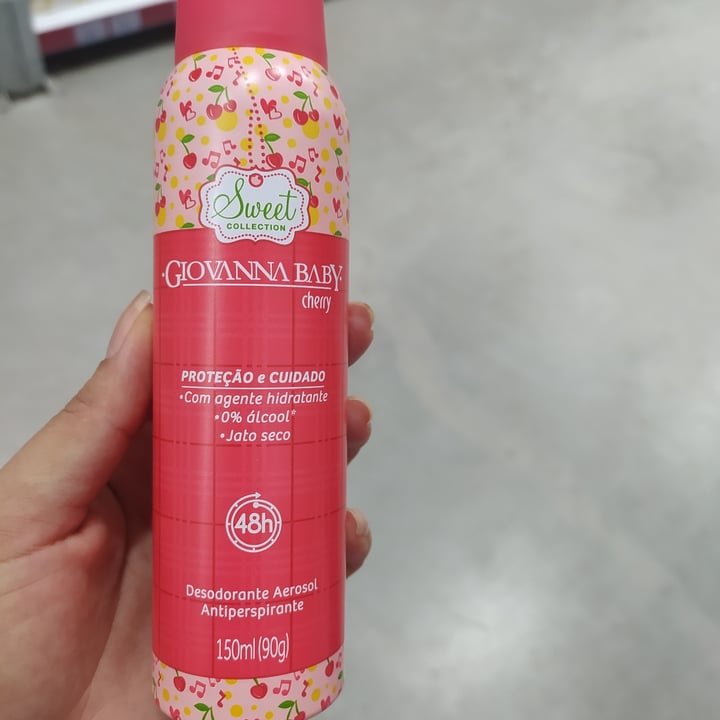 Sweet
COLLECTION
·GIOVANNA BABY·
cherry
PROTEÇÃO e CUIDADO
•Com agente hidratante
•0% álcool*
•Jato seco
48h
Desodorante Aerosol
Antiperspirante
150ml (90g)